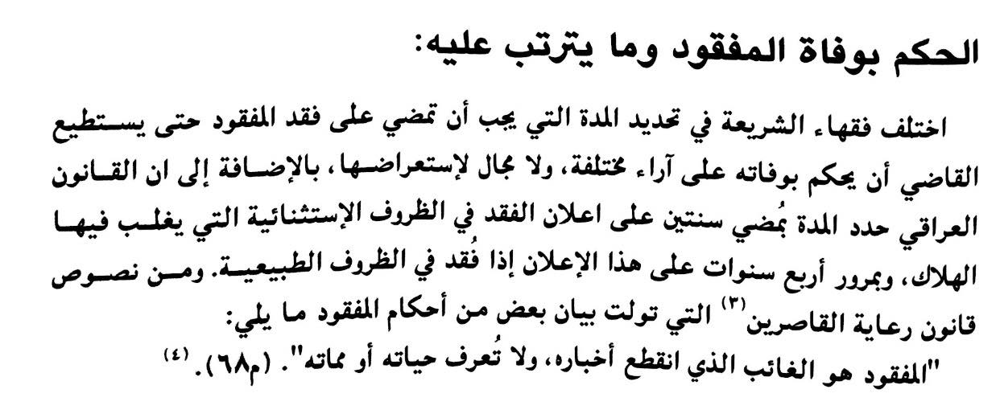 الحكم بوفاة المفقود وما يترتب عليه:
اختلف فقهاء الشريعة في تحديد المدة التي يجب أن تمضي على فقد المفقود حتى يستطيع
القاضي أن يحكم بوفاته على آراء مختلفة، ولا مجال لإستعراضها، بالإضافة إلى ان القانون
العراقي حدد المدة بمُضي سنتين على اعلان الفقد في الظروف الإستثنائية التي يغلب فيها
الهلاك، وبمرور أربع سنوات على هذا الإعلان إذا فُقد في الظروف الطبيعية. ومن نصوص
قانون رعاية القاصرين(٣) التي تولت بيان بعض من أحكام المفقود ما يلي:
"المفقود هو الغائب الذي انقطع أخباره، ولا تُعرف حياته أو مماته". (م٦٨).(٤)